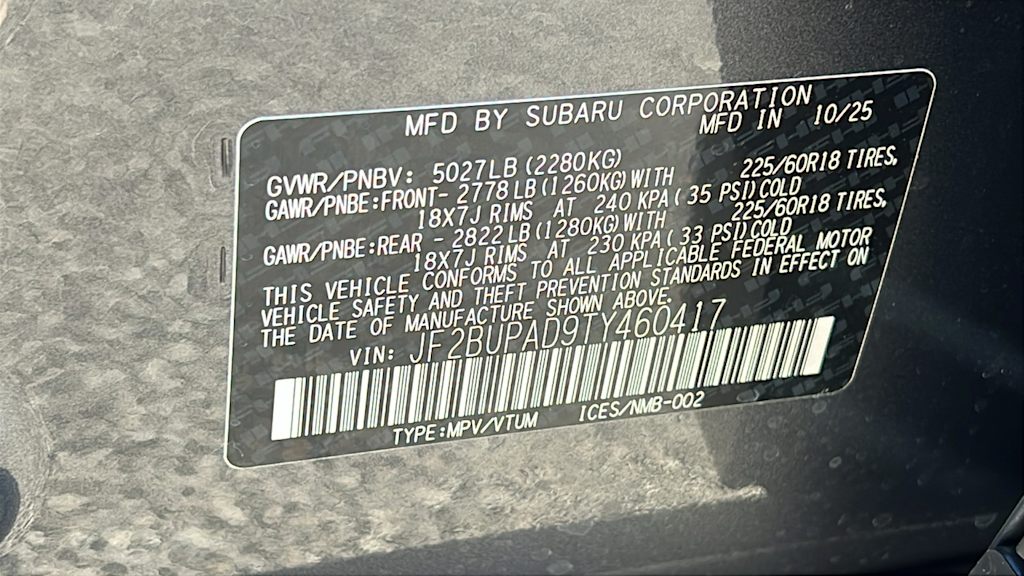 MFD BY SUBARU CORPORATION
MFD IN 10/25
GVWR/PNBV: 5027LB (2280KG)
GAWR/PNBE:FRONT- 2778 LB (1260KG) WITH 225/60R18 TIRES,
18X7J RIMS AT 240 KPA ( 35 PSI) COLD
GAWR/PNBE:REAR - 2822 LB (1280KG) WITH 225/60R18 TIRES,
18X7J RIMS AT 230 KPA ( 33 PSI) COLD
THIS VEHICLE CONFORMS TO ALL APPLICABLE FEDERAL MOTOR
VEHICLE SAFETY AND THEFT PREVENTION STANDARDS IN EFFECT ON
THE DATE OF MANUFACTURE SHOWN ABOVE.
VIN: JF2BUPAD9TY460417
TYPE:MPV/VTUM ICES/NMB-002